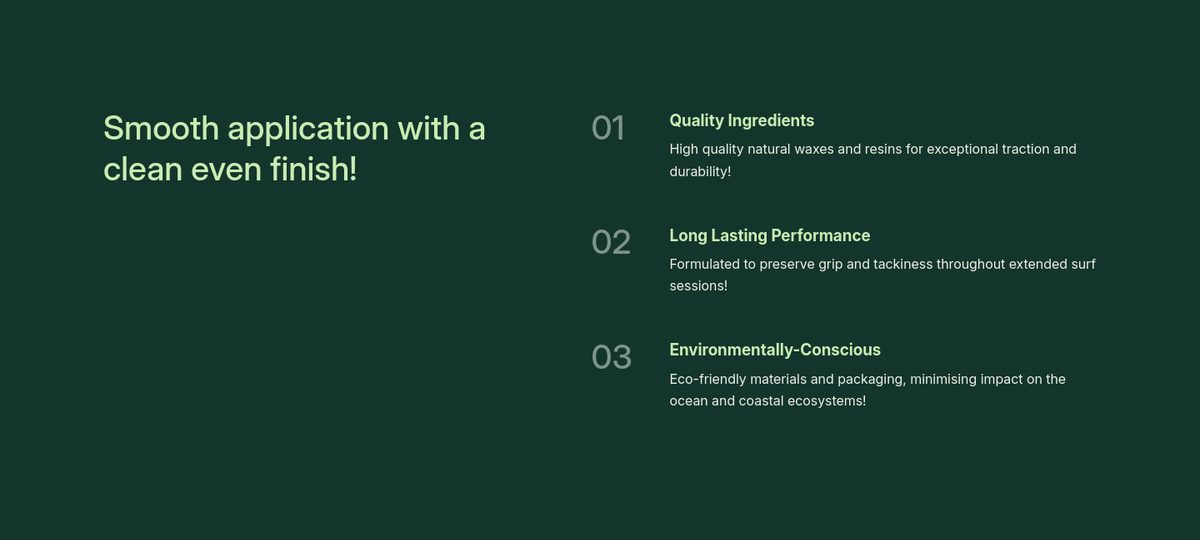 Smooth application with a
clean even finish!
01
Quality Ingredients
High quality natural waxes and resins for exceptional traction and
durability!
02
Long Lasting Performance
Formulated to preserve grip and tackiness throughout extended surf
sessions!
03
Environmentally-Conscious
Eco-friendly materials and packaging, minimising impact on the
ocean and coastal ecosystems!